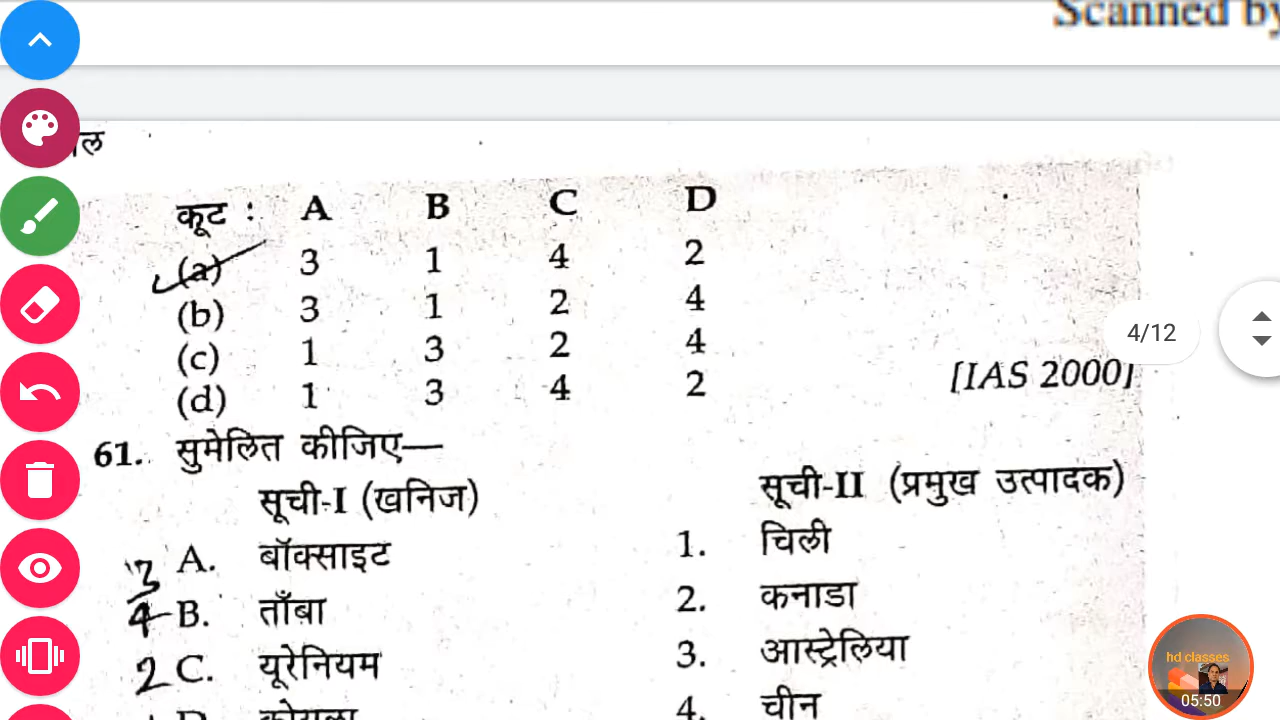 Scanned by
कूट : A B C D
(a) 3 1 4 2
(b) 3 1 2 4
(c) 1 3 2 4
(d) 1 3 4 2
[IAS 2000]
4/12
61. सुमेलित कीजिए—
सूची-I (खनिज) सूची-II (प्रमुख उत्पादक)
3 A. बॉक्साइट 1. चिली
4 B. ताँबा 2. कनाडा
2 C. यूरेनियम 3. आस्ट्रेलिया
D. कोयला 4. चीन
hd classes
05:50